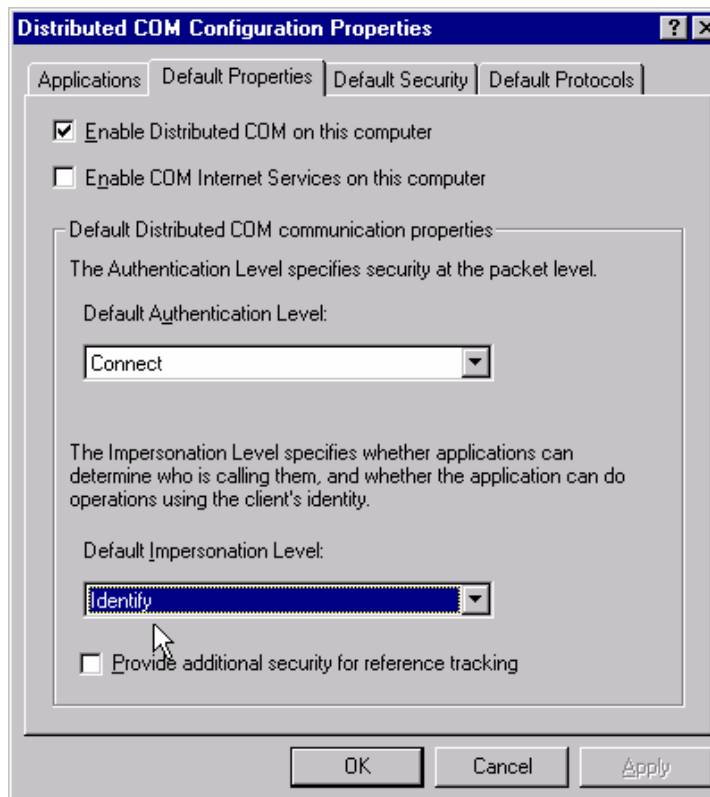 Distributed COM Configuration Properties
Applications Default Properties Default Security Default Protocols
Enable Distributed COM on this computer
Enable COM Internet Services on this computer
Default Distributed COM communication properties
The Authentication Level specifies security at the packet level.
Default Authentication Level:
Connect
The Impersonation Level specifies whether applications can
determine who is calling them, and whether the application can do
operations using the client's identity.
Default Impersonation Level:
Identify
Provide additional security for reference tracking
OK Cancel Apply